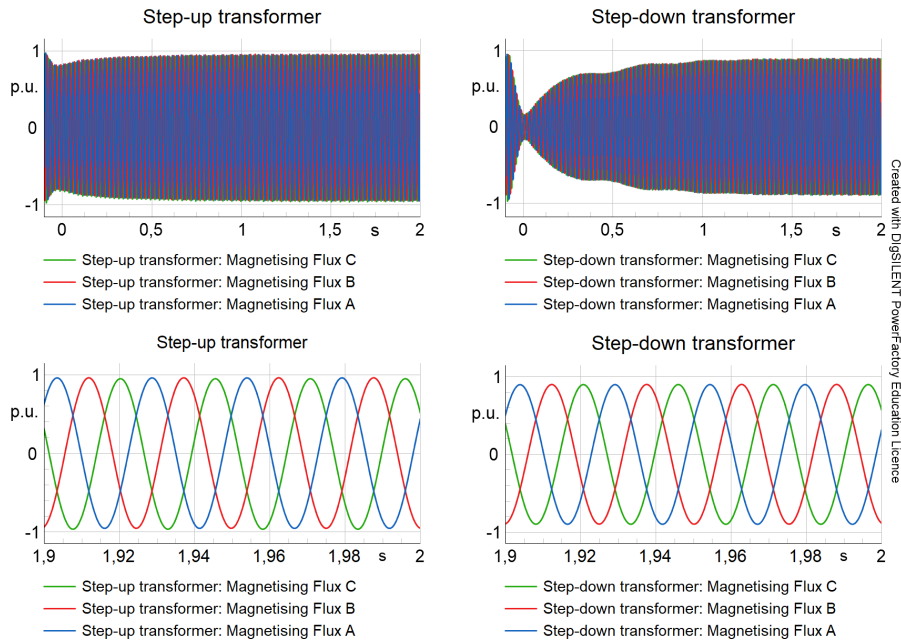 Step-up transformer
1
p.u.
0
-1
0 0,5 1 1,5 s 2
Step-up transformer: Magnetising Flux C
Step-up transformer: Magnetising Flux B
Step-up transformer: Magnetising Flux A
Step-down transformer
1
p.u.
0
-1
0 0,5 1 1,5 s 2
Step-down transformer: Magnetising Flux C
Step-down transformer: Magnetising Flux B
Step-down transformer: Magnetising Flux A
Step-up transformer
1
p.u.
0
-1
1,9 1,92 1,94 1,96 1,98 s 2
Step-up transformer: Magnetising Flux C
Step-up transformer: Magnetising Flux B
Step-up transformer: Magnetising Flux A
Step-down transformer
1
p.u.
0
-1
1,9 1,92 1,94 1,96 1,98 s 2
Step-down transformer: Magnetising Flux C
Step-down transformer: Magnetising Flux B
Step-down transformer: Magnetising Flux A
Created with DIgSILENT PowerFactory Education Licence